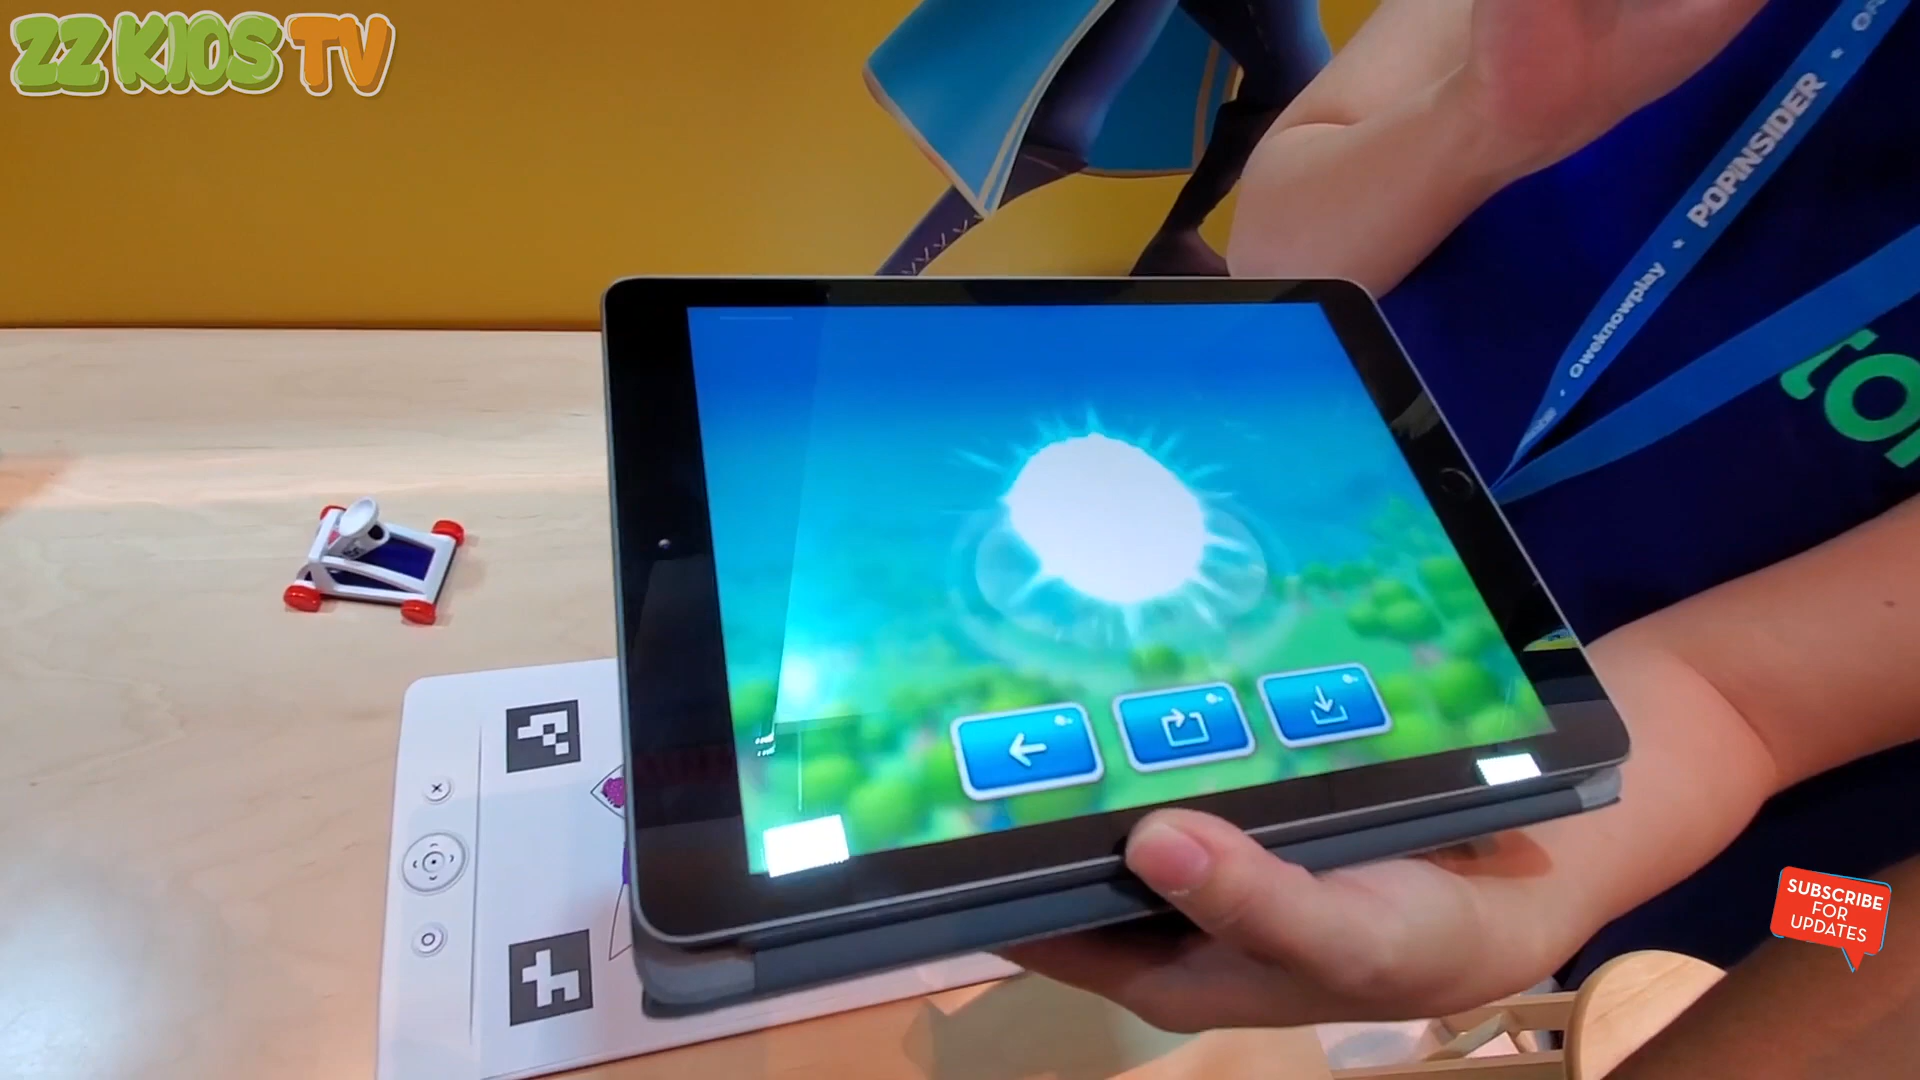 ZZ KIDS TV
POPINSIDER
@weknowplay
SUBSCRIBE
FOR
UPDATES